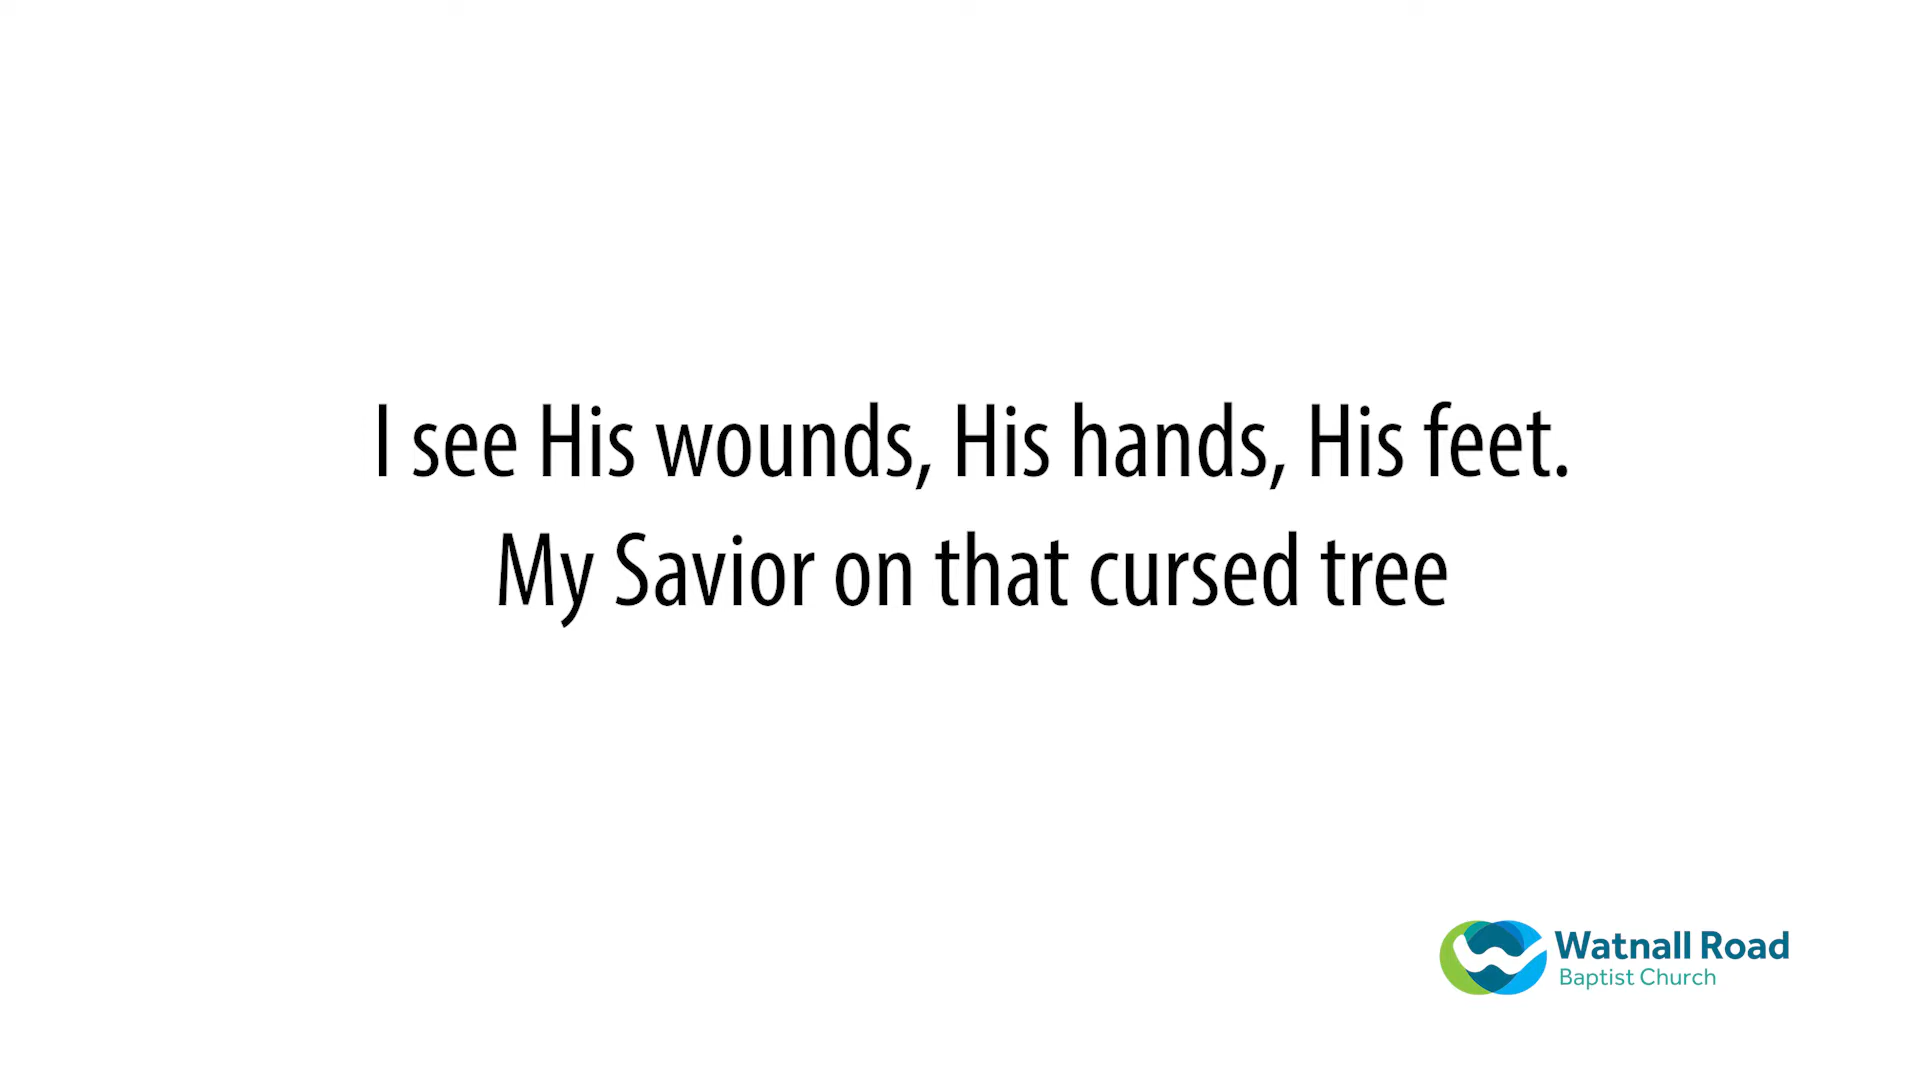 I see His wounds, His hands, His feet.
My Savior on that cursed tree
Watnall Road
Baptist Church